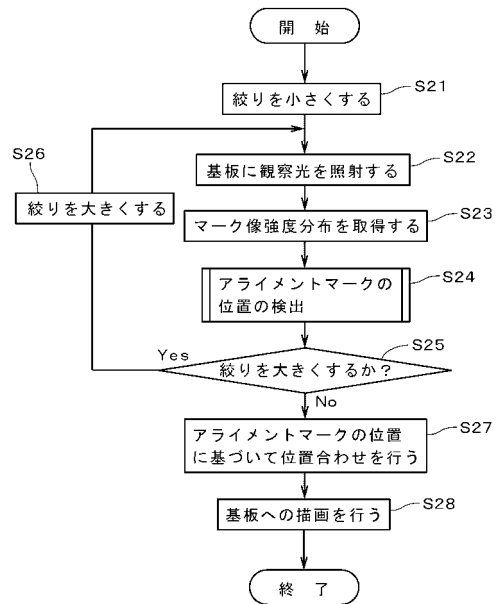 開 始
絞りを小さくする
S21
S26
絞りを大きくする
基板に観察光を照射する
S22
マーク像強度分布を取得する
S23
アライメントマークの
位置の検出
S24
Yes
絞りを大きくするか？
S25
No
アライメントマークの位置
に基づいて位置合わせを行う
S27
基板への描画を行う
S28
終 了